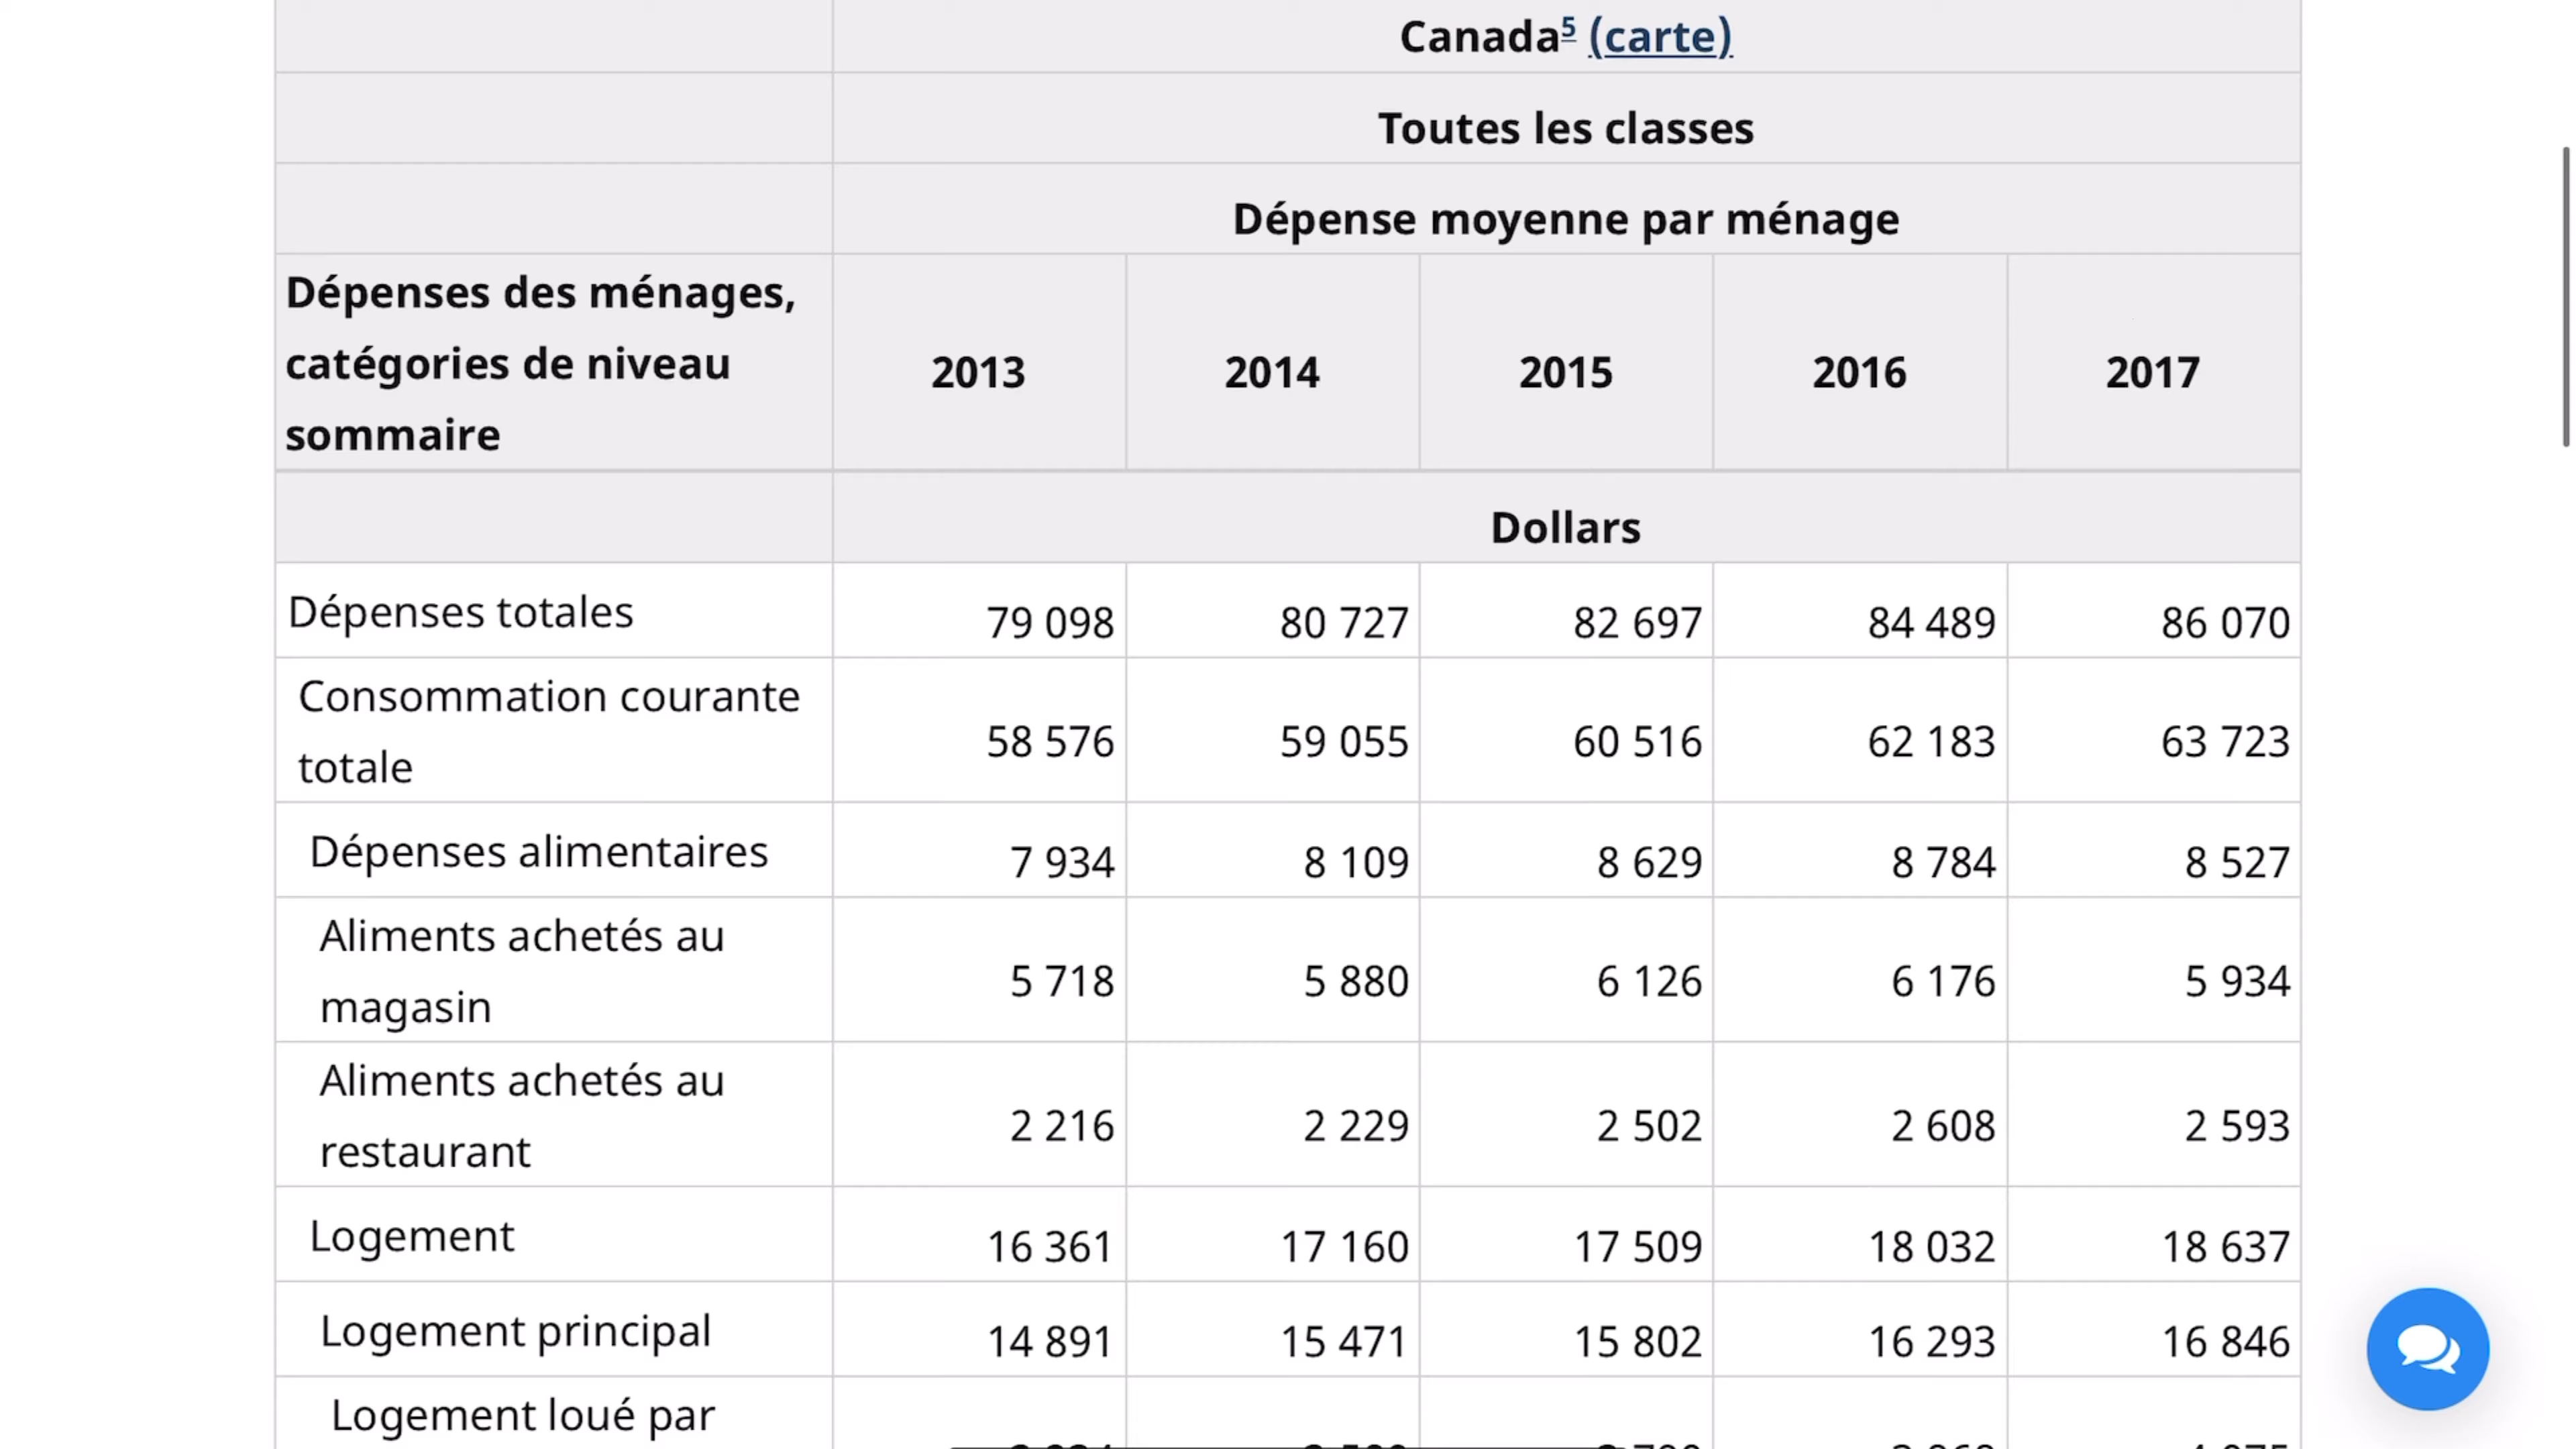 Canada5 (carte)
Toutes les classes
Dépense moyenne par ménage
Dépenses des ménages,
catégories de niveau
sommaire
2013 2014 2015 2016 2017
Dollars
Dépenses totales 79 098 80 727 82 697 84 489 86 070
Consommation courante
totale 58 576 59 055 60 516 62 183 63 723
Dépenses alimentaires 7 934 8 109 8 629 8 784 8 527
Aliments achetés au
magasin 5 718 5 880 6 126 6 176 5 934
Aliments achetés au
restaurant 2 216 2 229 2 502 2 608 2 593
Logement 16 361 17 160 17 509 18 032 18 637
Logement principal 14 891 15 471 15 802 16 293 16 846
Logement loué par